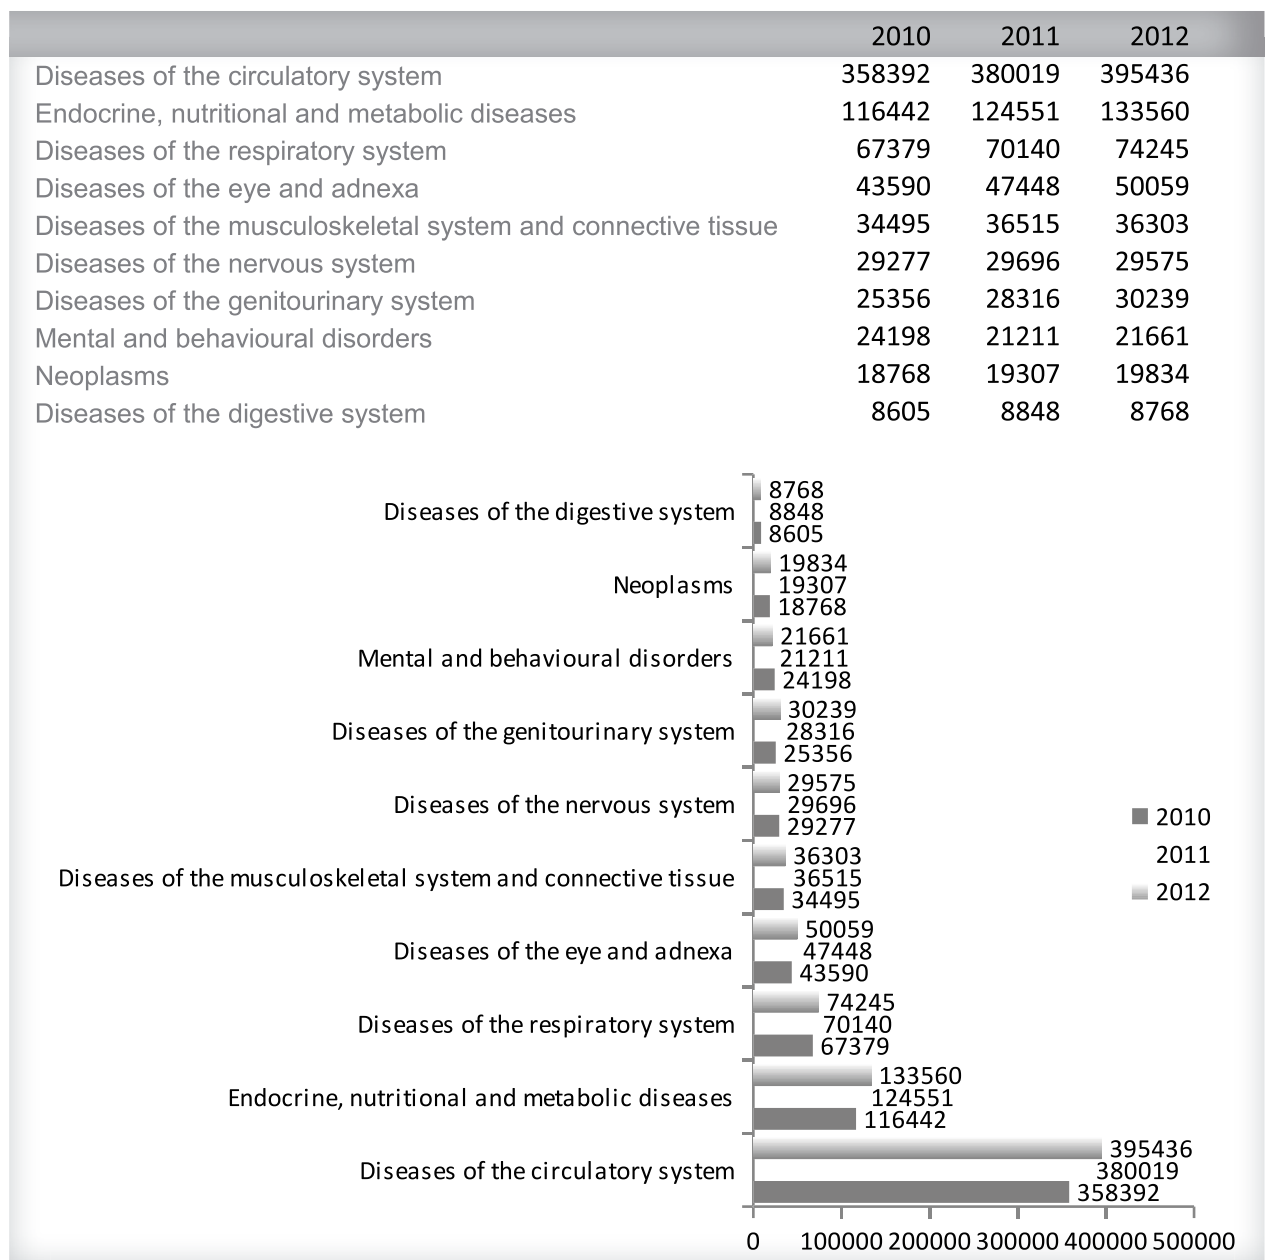 2010 2011 2012
Diseases of the circulatory system 358392 380019 395436
Endocrine, nutritional and metabolic diseases 116442 124551 133560
Diseases of the respiratory system 67379 70140 74245
Diseases of the eye and adnexa 43590 47448 50059
Diseases of the musculoskeletal system and connective tissue 34495 36515 36303
Diseases of the nervous system 29277 29696 29575
Diseases of the genitourinary system 25356 28316 30239
Mental and behavioural disorders 24198 21211 21661
Neoplasms 18768 19307 19834
Diseases of the digestive system 8605 8848 8768
8768
Diseases of the digestive system 8848
8605
19834
Neoplasms 19307
18768
21661
Mental and behavioural disorders 21211
24198
30239
Diseases of the genitourinary system 28316
25356
29575
Diseases of the nervous system 29696
29277
36303
Diseases of the musculoskeletal system and connective tissue 36515
34495
50059
Diseases of the eye and adnexa 47448
43590
74245
Diseases of the respiratory system 70140
67379
133560
Endocrine, nutritional and metabolic diseases 124551
116442
395436
Diseases of the circulatory system 380019
358392
0 100000 200000 300000 400000 500000
2010
2011
2012